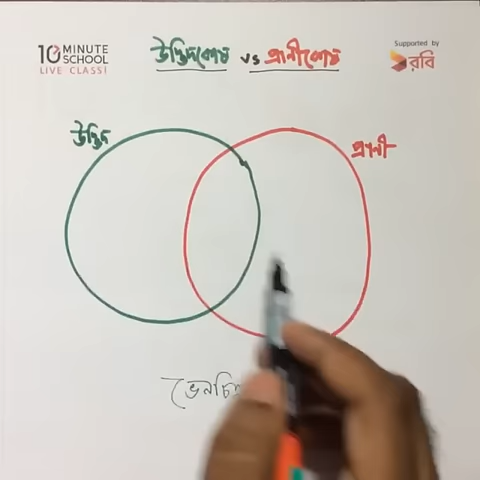 10 MINUTE SCHOOL
LIVE CLASS!
উদ্ভিদকোষ vs প্রাণীকোষ
Supported by
রবি
উদ্ভিদ
প্রাণী